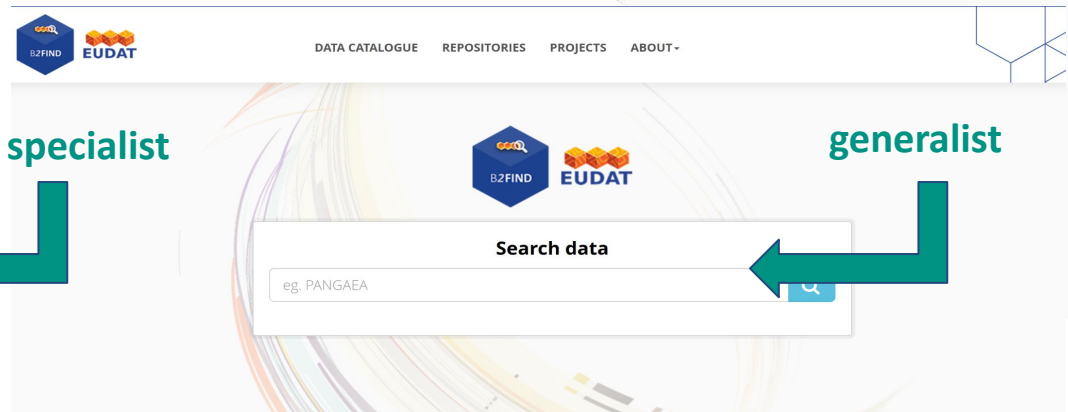 B2FIND EUDAT DATA CATALOGUE REPOSITORIES PROJECTS ABOUT
specialist
generalist
B2FIND EUDAT
Search data
eg. PANGAEA